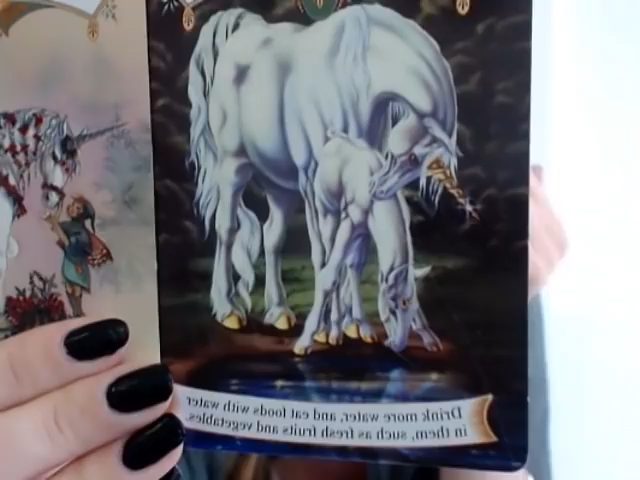 Drink more water, and eat foods with water
in them, such as fresh fruits and vegetables.